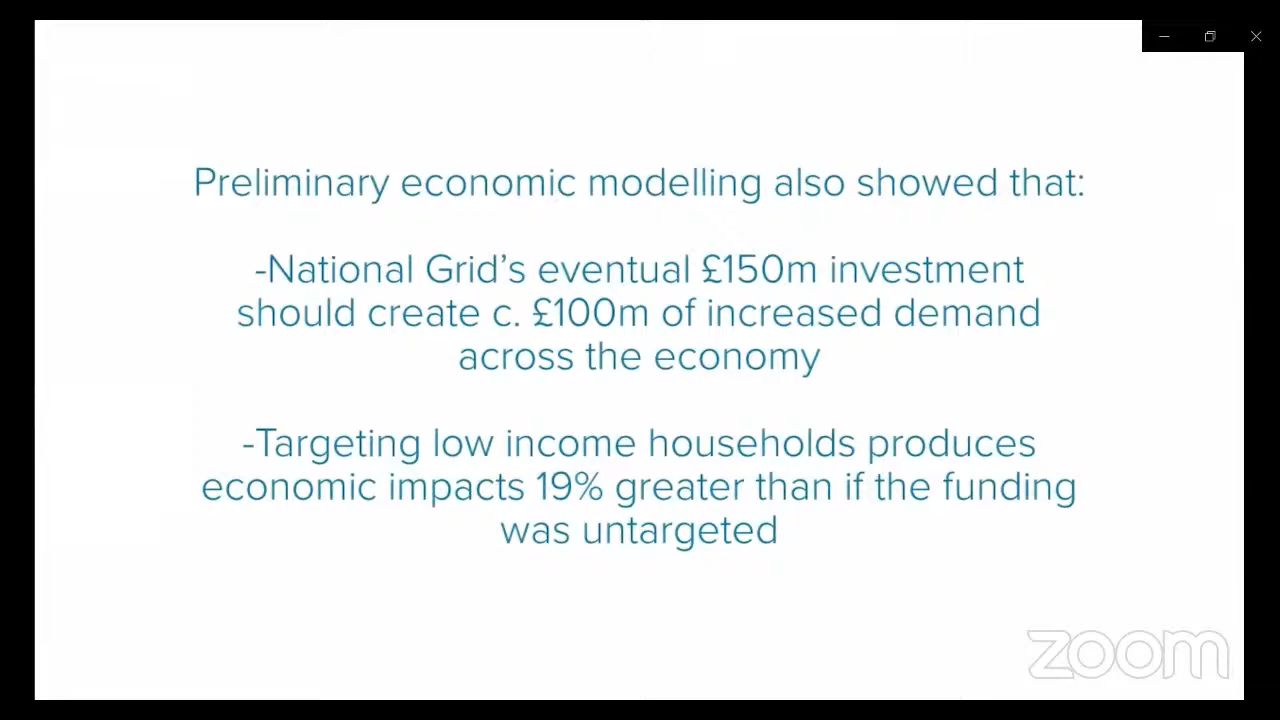 Preliminary economic modelling also showed that:
-National Grid's eventual £150m investment
should create c. £100m of increased demand
across the economy
-Targeting low income households produces
economic impacts 19% greater than if the funding
was untargeted
zoom